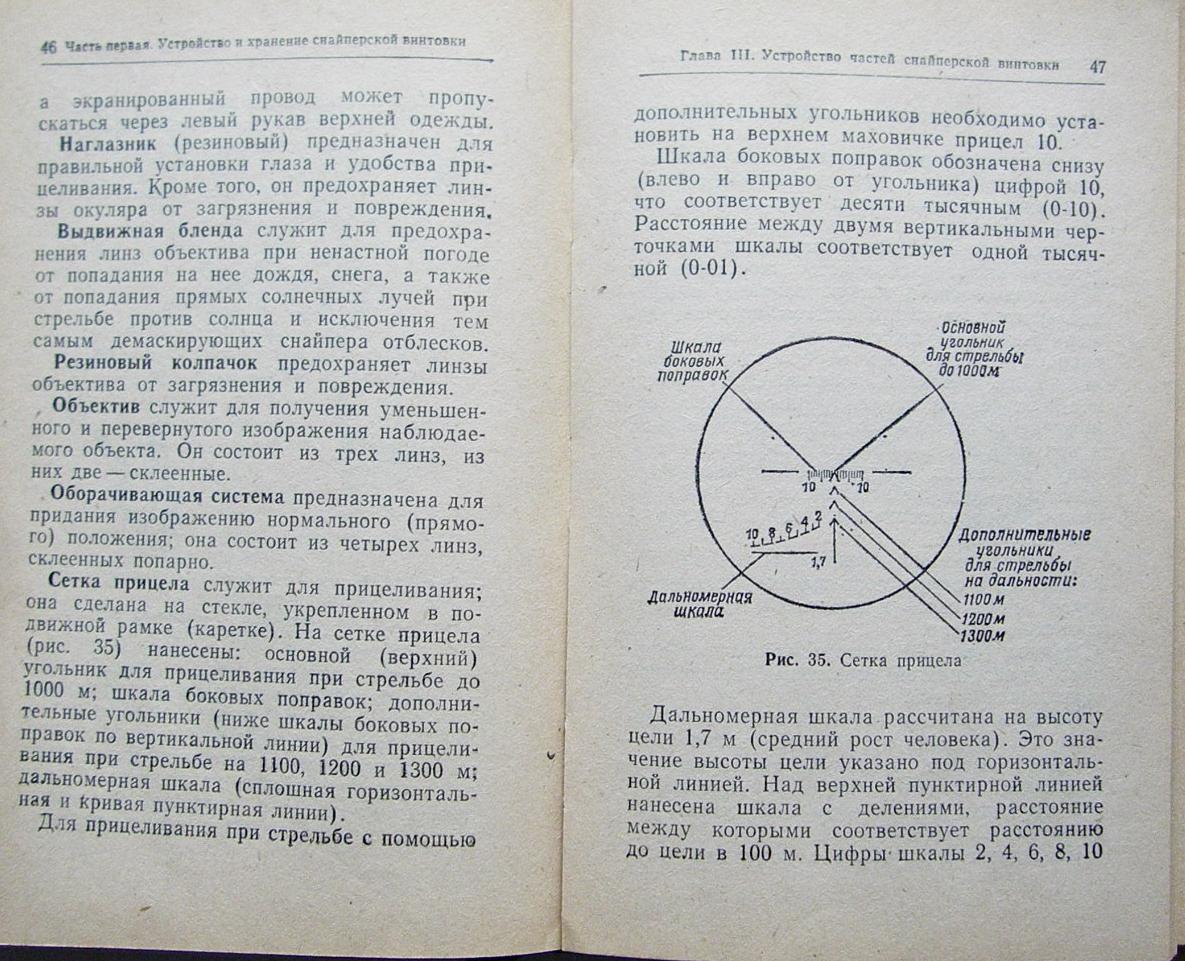 46 Часть первая. Устройство и хранение снайперской винтовки
а экранированный провод может пропу-
скаться через левый рукав верхней одежды.
Наглазник (резиновый) предназначен для
правильной установки глаза и удобства при-
целивания. Кроме того, он предохраняет лин-
зы окуляра от загрязнения и повреждения.
Выдвижная бленда служит для предохра-
нения линз объектива при ненастной погоде
от попадания на нее дождя, снега, а также
от попадания прямых солнечных лучей при
стрельбе против солнца и исключения тем
самым демаскирующих снайпера отблесков.
Резиновый колпачок предохраняет линзы
объектива от загрязнения и повреждения.
Объектив служит для получения уменьшен-
ного и перевернутого изображения наблюдае-
мого объекта. Он состоит из трех линз, из
них две — склеенные.
Оборачивающая система предназначена для
придания изображению нормального (прямо-
го) положения; она состоит из четырех линз,
склеенных попарно.
Сетка прицела служит для прицеливания;
она сделана на стекле, укрепленном в по-
движной рамке (каретке). На сетке прицела
(рис. 35) нанесены: основной (верхний)
угольник для прицеливания при стрельбе до
1000 м; шкала боковых поправок; дополни-
тельные угольники (ниже шкалы боковых по-
правок по вертикальной линии) для прицели-
вания при стрельбе на 1100, 1200 и 1300 м;
дальномерная шкала (сплошная горизонталь-
ная и кривая пунктирная линии).
Для прицеливания при стрельбе с помощью
Глава III. Устройство частей снайперской винтовки 47
дополнительных угольников необходимо уста-
новить на верхнем маховичке прицел 10.
Шкала боковых поправок обозначена снизу
(влево и вправо от угольника) цифрой 10,
что соответствует десяти тысячным (0-10).
Расстояние между двумя вертикальными чер-
точками шкалы соответствует одной тысяч-
ной (0-01).
Шкала
боковых
поправок
Основной
угольник
для стрельбы
до 1000м
10 10
10 8 6 4 2
1,7
Дальномерная
шкала
Дополнительные
угольники
для стрельбы
на дальности:
1100м
1200м
1300м
Рис. 35. Сетка прицела
Дальномерная шкала рассчитана на высоту
цели 1,7 м (средний рост человека). Это зна-
чение высоты цели указано под горизонталь-
ной линией. Над верхней пунктирной линией
нанесена шкала с делениями, расстояние
между которыми соответствует расстоянию
до цели в 100 м. Цифры шкалы 2, 4, 6, 8, 10